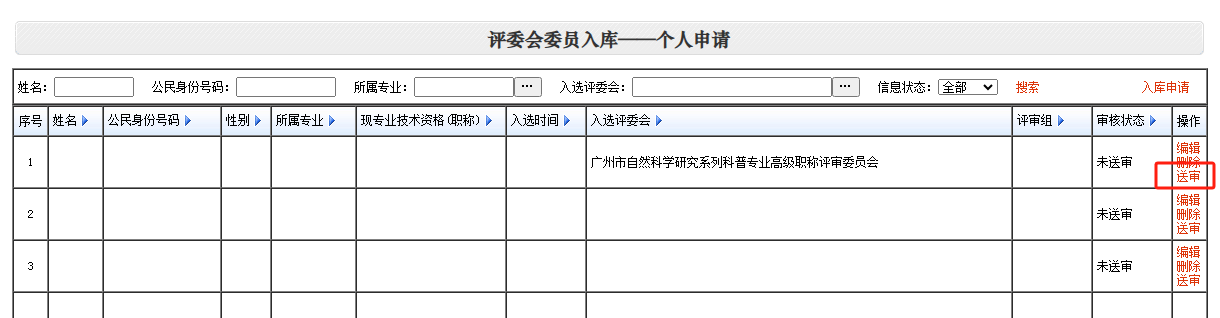 评委会委员入库——个人申请
姓名： 公民身份号码： 所属专业： ... 入选评委会： ... 信息状态： 全部 搜索 入库申请
序号 姓名 公民身份号码 性别 所属专业 现专业技术资格(职称) 入选时间 入选评委会 评审组 审核状态 操作
1 广州市自然科学研究系列科普专业高级职称评审委员会 未送审 编辑
删除
送审
2 未送审 编辑
删除
送审
3 未送审 编辑
删除
送审